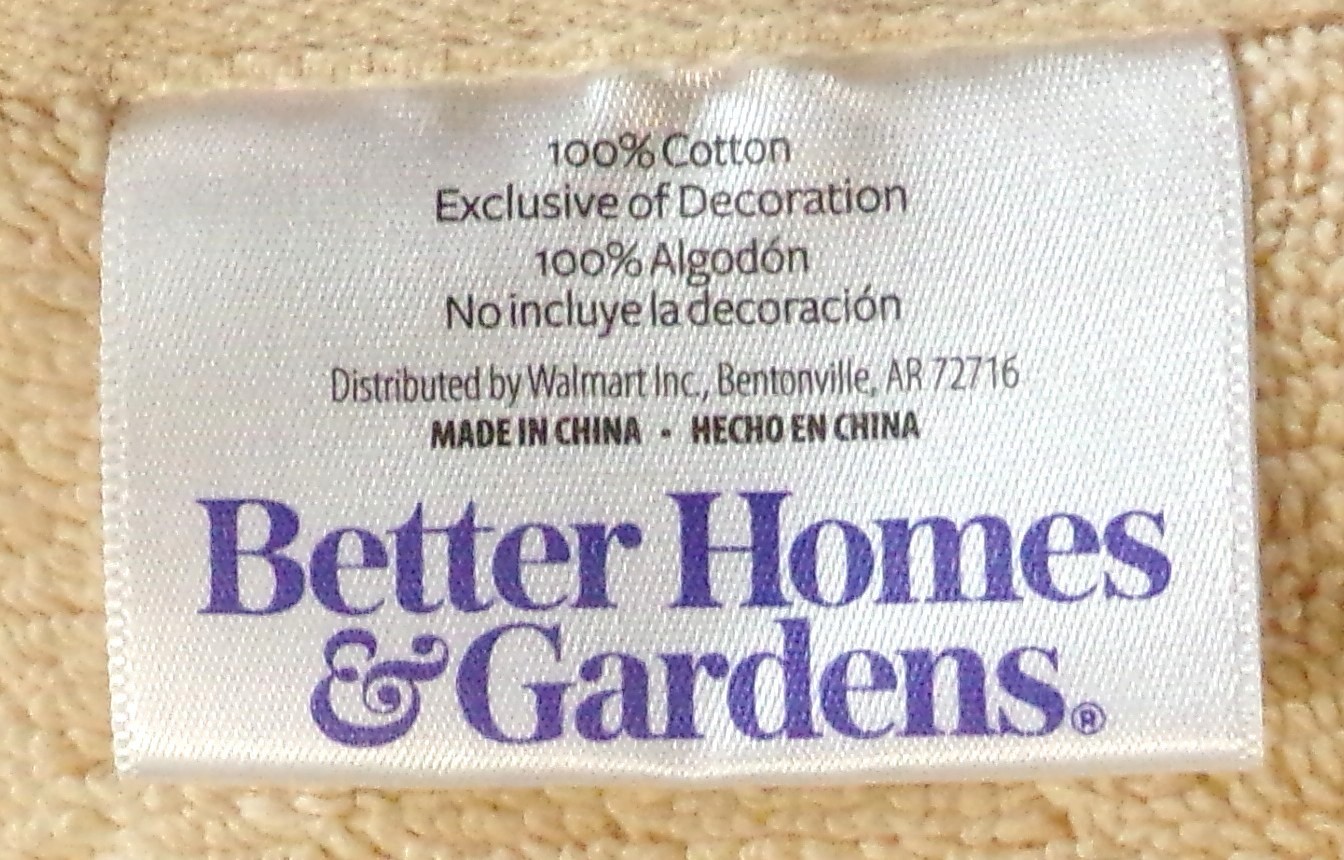 100% Cotton
Exclusive of Decoration
100% Algodón
No incluye la decoración
Distributed by Walmart Inc., Bentonville, AR 72716
MADE IN CHINA • HECHO EN CHINA
Better Homes
& Gardens®